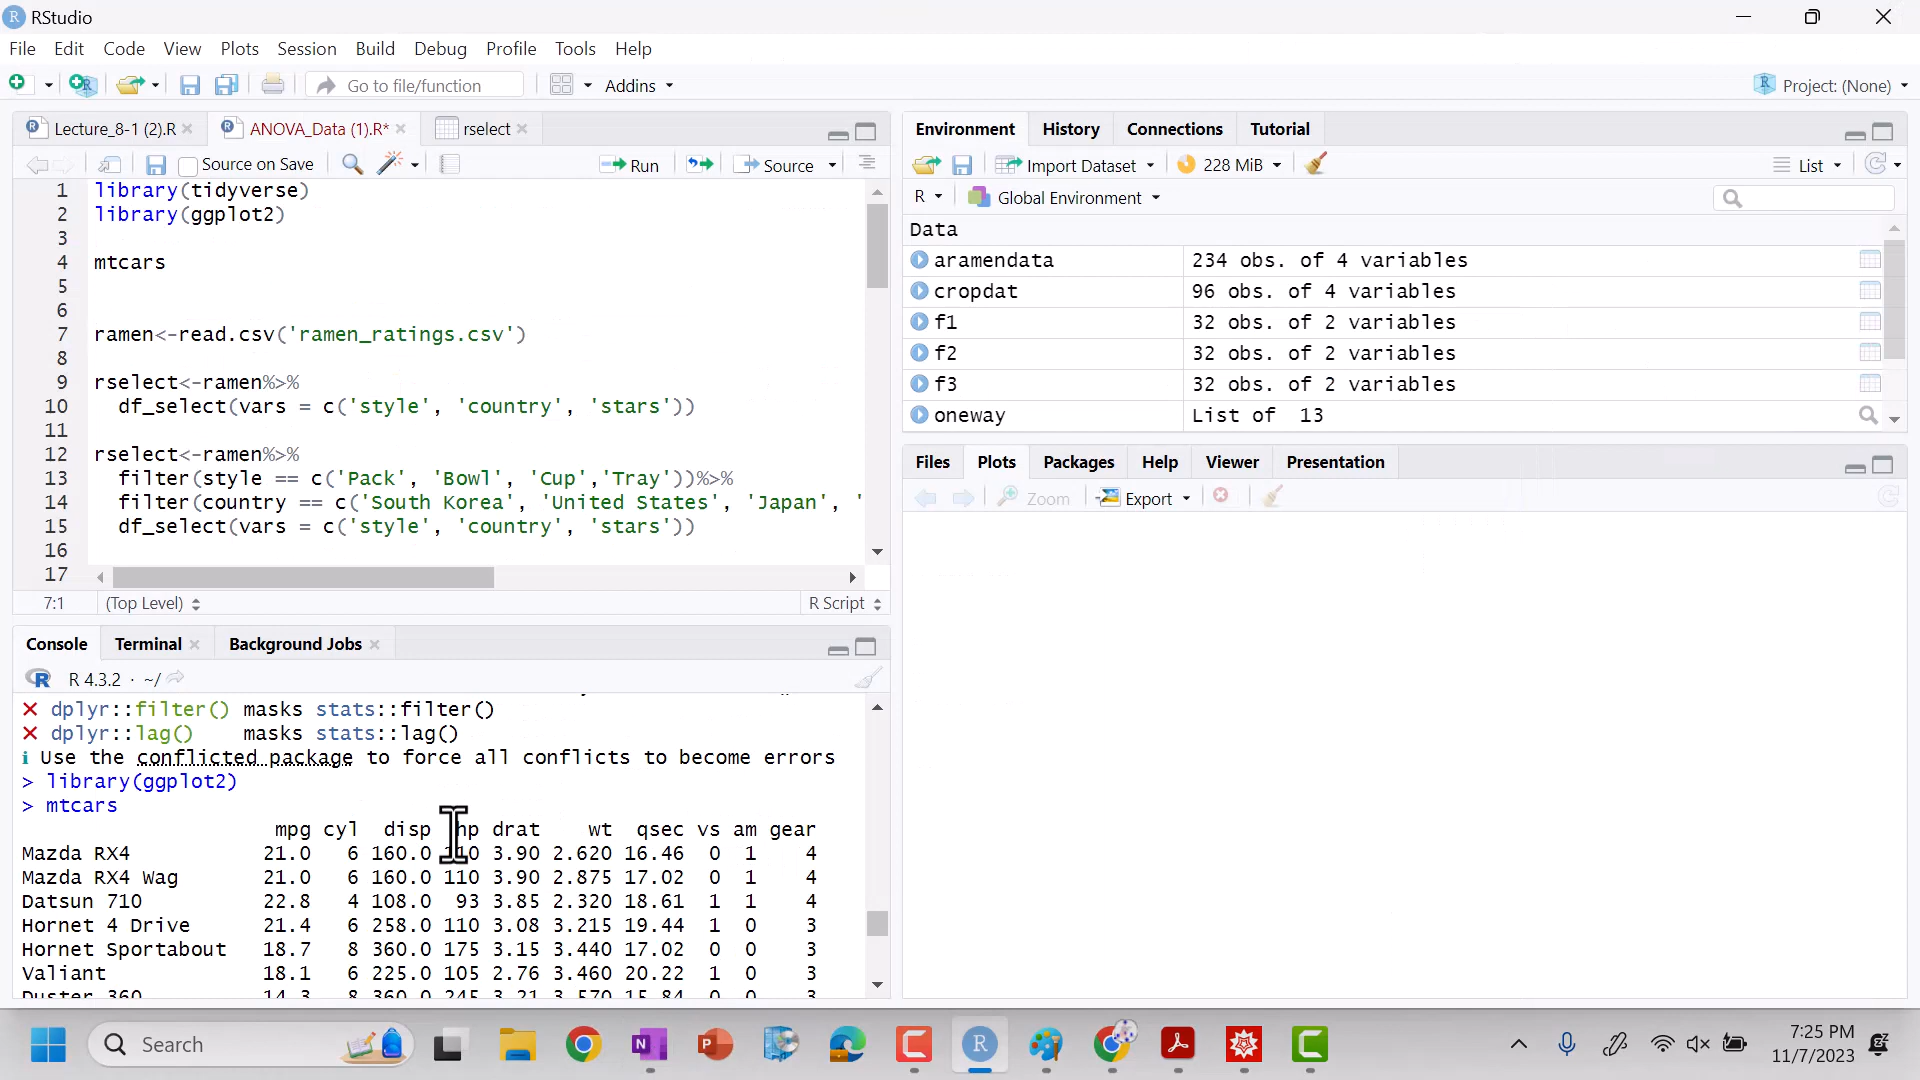 RStudio
File Edit Code View Plots Session Build Debug Profile Tools Help
Go to file/function Addins Project: (None)
Lecture_8-1 (2).R ANOVA_Data (1).R* rselect
Source on Save Run Source
1 library(tidyverse)
2 library(ggplot2)
3
4 mtcars
5
6
7 ramen<-read.csv('ramen_ratings.csv')
8
9 rselect<-ramen%>%
10 df_select(vars = c('style', 'country', 'stars'))
11
12 rselect<-ramen%>%
13 filter(style == c('Pack', 'Bowl', 'Cup','Tray'))%>%
14 filter(country == c('South Korea', 'United States', 'Japan', '
15 df_select(vars = c('style', 'country', 'stars'))
16
17
7:1 (Top Level) R Script
Console Terminal Background Jobs
R 4.3.2 · ~/
✕ dplyr::filter() masks stats::filter()
✕ dplyr::lag() masks stats::lag()
ℹ Use the conflicted package to force all conflicts to become errors
> library(ggplot2)
> mtcars
mpg cyl disp hp drat wt qsec vs am gear
Mazda RX4 21.0 6 160.0 110 3.90 2.620 16.46 0 1 4
Mazda RX4 Wag 21.0 6 160.0 110 3.90 2.875 17.02 0 1 4
Datsun 710 22.8 4 108.0 93 3.85 2.320 18.61 1 1 4
Hornet 4 Drive 21.4 6 258.0 110 3.08 3.215 19.44 1 0 3
Hornet Sportabout 18.7 8 360.0 175 3.15 3.440 17.02 0 0 3
Valiant 18.1 6 225.0 105 2.76 3.460 20.22 1 0 3
Duster 360 14.3 8 360.0 245 3.21 3.570 15.84 0 0 3
Environment History Connections Tutorial
Import Dataset 228 MiB List
R Global Environment
Data
aramendata 234 obs. of 4 variables
cropdat 96 obs. of 4 variables
f1 32 obs. of 2 variables
f2 32 obs. of 2 variables
f3 32 obs. of 2 variables
oneway List of 13
Files Plots Packages Help Viewer Presentation
Zoom Export
Search
7:25 PM
11/7/2023